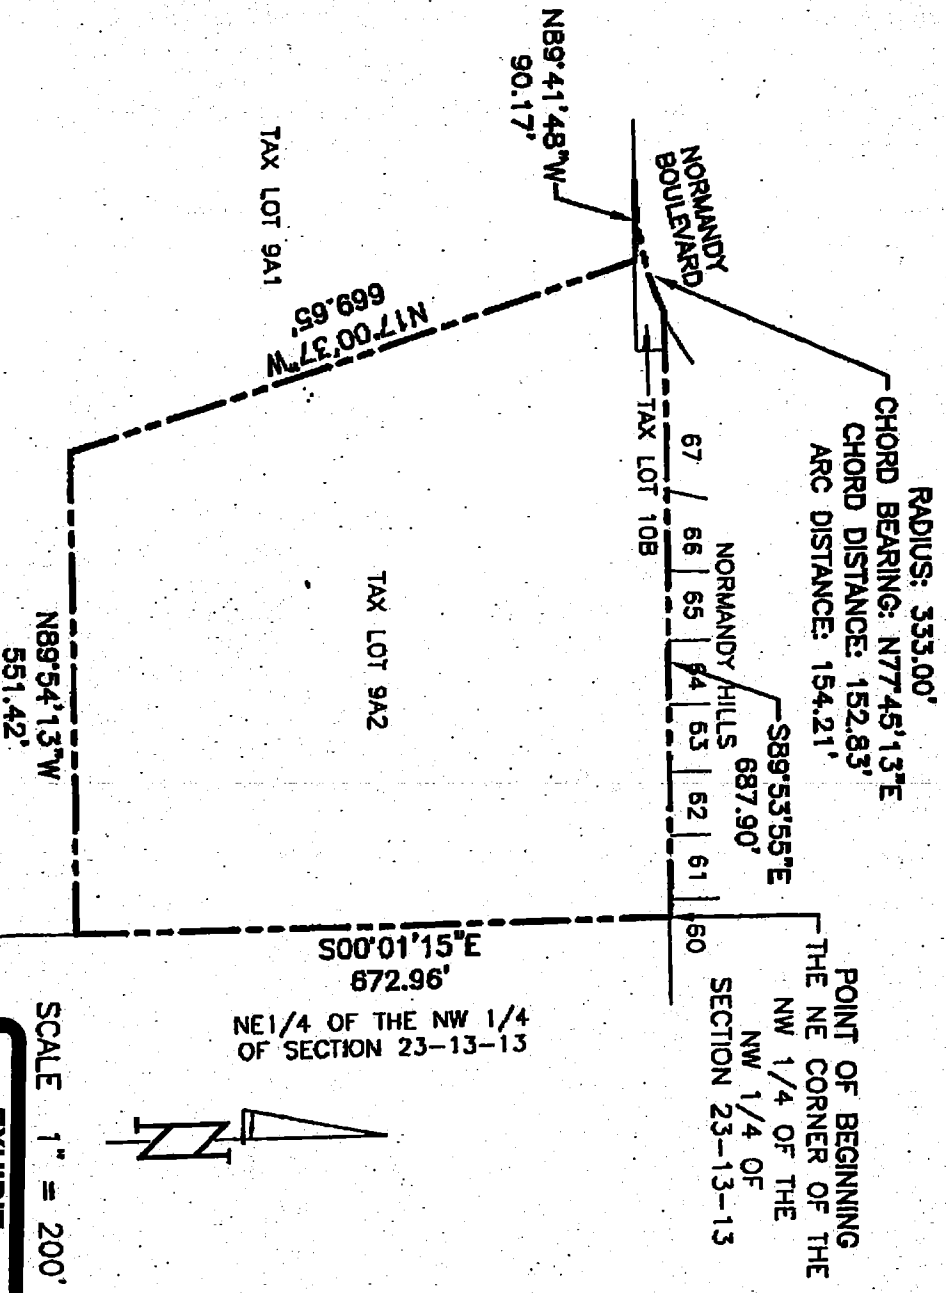 RADIUS: 333.00'
CHORD BEARING: N77°45'13"E
CHORD DISTANCE: 152.83'
ARC DISTANCE: 154.21'
POINT OF BEGINNING
THE NE CORNER OF THE
NW 1/4 OF THE
NW 1/4 OF
SECTION 23-13-13
S89°53'55"E
687.90'
NORMANDY
BOULEVARD
NORMANDY HILLS
67
66
65
64
63
62
61
60
N89°41'48"W
90.17'
TAX LOT 10B
TAX LOT 9A1
N17°00'37"W
669.65'
TAX LOT 9A2
S00°01'15"E
672.96'
NE1/4 OF THE NW 1/4
OF SECTION 23-13-13
N89°54'13"W
551.42'
SCALE 1" = 200'